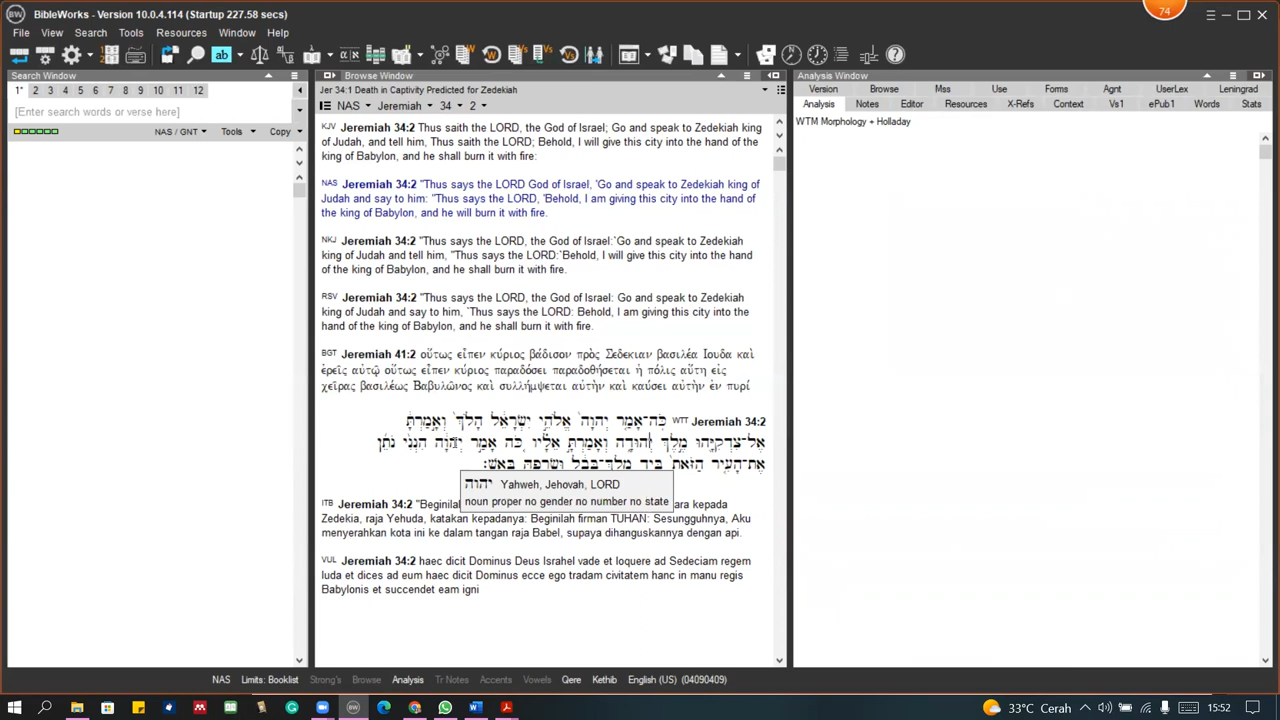 BibleWorks - Version 10.0.4.114 (Startup 227.58 secs)
74
File View Search Tools Resources Window Help
Search Window
Browse Window
Analysis Window
1* 2 3 4 5 6 7 8 9 10 11 12
[Enter search words or verse here]
NAS / GNT Tools Copy
Jer 34:1 Death in Captivity Predicted for Zedekiah
NAS Jeremiah 34 2
KJV Jeremiah 34:2 Thus saith the LORD, the God of Israel; Go and speak to Zedekiah king
of Judah, and tell him, Thus saith the LORD; Behold, I will give this city into the hand of the
king of Babylon, and he shall burn it with fire:
NAS Jeremiah 34:2 "Thus says the LORD God of Israel, 'Go and speak to Zedekiah king of
Judah and say to him: "Thus says the LORD, 'Behold, I am giving this city into the hand of
the king of Babylon, and he will burn it with fire.
NKJ Jeremiah 34:2 "Thus says the LORD, the God of Israel:`Go and speak to Zedekiah
king of Judah and tell him, "Thus says the LORD:`Behold, I will give this city into the hand
of the king of Babylon, and he shall burn it with fire.
RSV Jeremiah 34:2 "Thus says the LORD, the God of Israel: Go and speak to Zedekiah
king of Judah and say to him, 'Thus says the LORD: Behold, I am giving this city into the
hand of the king of Babylon, and he shall burn it with fire.
BGT Jeremiah 41:2 οὕτως εἶπεν κύριος βάδισον πρὸς Σεδεκιαν βασιλέα Ιουδα καὶ
ἐρεῖς αὐτῷ οὕτως εἶπεν κύριος παραδόσει παραδοθήσεται ἡ πόλις αὕτη εἰς
χεῖρας βασιλέως Βαβυλῶνος καὶ συλλήμψεται αὐτὴν καὶ καύσει αὐτὴν ἐν πυρί
WTT Jeremiah 34:2 כֹּֽה־אָמַ֤ר יְהוָה֙ אֱלֹהֵ֣י יִשְׂרָאֵ֔ל הָלֹךְ֙ וְאָ֣מַרְתָּ֔
אֶל־צִדְקִיָּ֖הוּ מֶ֣לֶךְ יְהוּדָ֑ה וְאָמַרְתָּ֣ אֵלָ֗יו כֹּ֚ה אָמַ֣ר יְהוָ֔ה הִנְנִ֨י נֹתֵ֜ן
אֶת־הָעִ֤יר הַזֹּאת֙ בְּיַ֣ד מֶֽלֶךְ־בָּבֶ֔ל וּשְׂרָפָ֖הּ בָּאֵֽשׁ׃
יהוה Yahweh, Jehovah, LORD
noun proper no gender no number no state
ITB Jeremiah 34:2 "Beginila ara kepada
Zedekia, raja Yehuda, katakan kepadanya: Beginilah firman TUHAN: Sesungguhnya, Aku
menyerahkan kota ini ke dalam tangan raja Babel, supaya dihanguskannya dengan api.
VUL Jeremiah 34:2 haec dicit Dominus Deus Israhel vade et loquere ad Sedeciam regem
Iuda et dices ad eum haec dicit Dominus ecce ego tradam civitatem hanc in manu regis
Babylonis et succendet eam igni
Version Browse Mss Use Forms Agnt UserLex Leningrad
Analysis Notes Editor Resources X-Refs Context Vs1 ePub1 Words Stats
WTM Morphology + Holladay
NAS Limits: Booklist Strong's Browse Analysis Tr Notes Accents Vowels Qere Kethib English (US) (04090409)
33°C Cerah 15:52